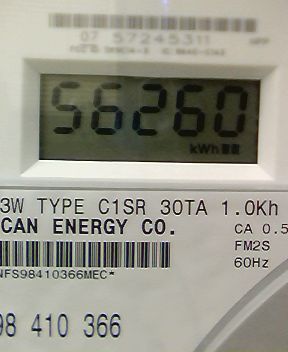 07 57245311
56260
kWh
3W TYPE C1SR 30TA 1.0Kh
CAN ENERGY CO.
CA 0.5
FM2S
60Hz
NFS98410366MEC*
98 410 366